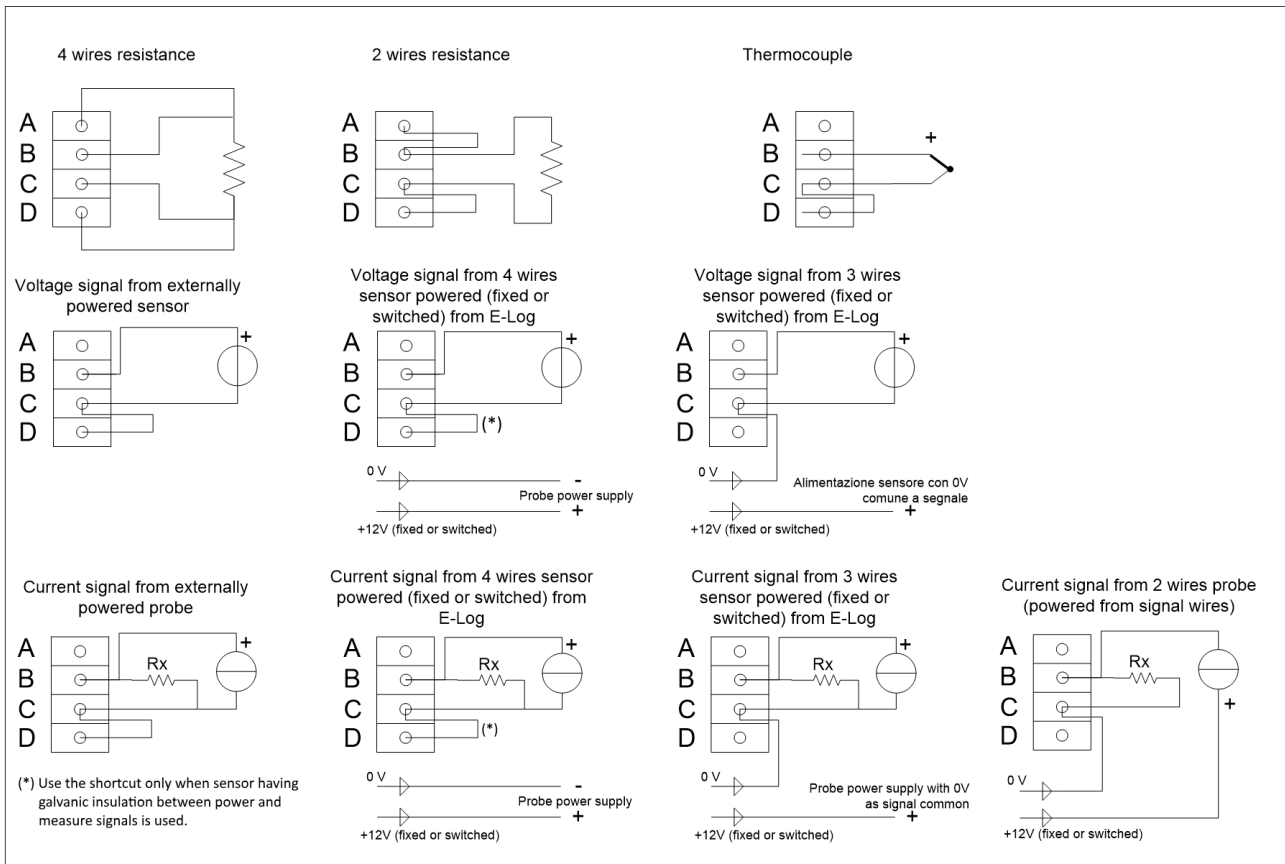 4 wires resistance
A
B
C
D
2 wires resistance
A
B
C
D
Thermocouple
A
B
C
D
+
Voltage signal from externally
powered sensor
A
B
C
D
+
Voltage signal from 4 wires
sensor powered (fixed or
switched) from E-Log
A
B
C
D
+
(*)
0 V
-
Probe power supply
+
+12V (fixed or switched)
Voltage signal from 3 wires
sensor powered (fixed or
switched) from E-Log
A
B
C
D
+
0 V
Alimentazione sensore con 0V
comune a segnale
+
+12V (fixed or switched)
Current signal from externally
powered probe
A
B
C
D
Rx
+
(*) Use the shortcut only when sensor having
galvanic insulation between power and
measure signals is used.
Current signal from 4 wires sensor
powered (fixed or switched) from
E-Log
A
B
C
D
Rx
+
(*)
0 V
-
Probe power supply
+
+12V (fixed or switched)
Current signal from 3 wires
sensor powered (fixed or
switched) from E-Log
A
B
C
D
Rx
+
0 V
Probe power supply with 0V
as signal common
+
+12V (fixed or switched)
Current signal from 2 wires probe
(powered from signal wires)
A
B
C
D
Rx
+
0 V
+12V (fixed or switched)